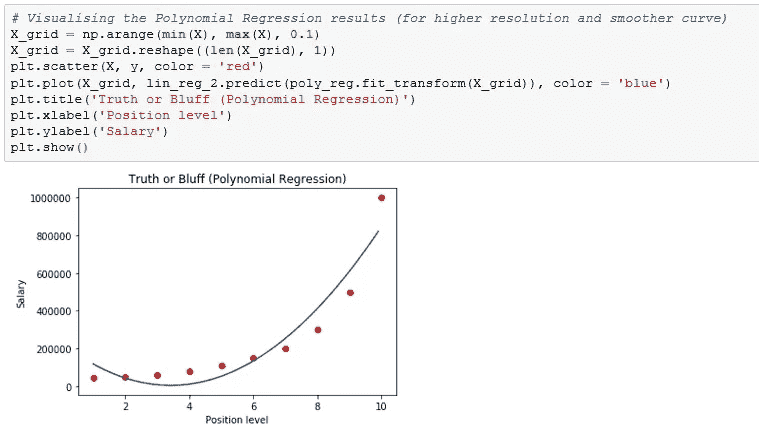 # Visualising the Polynomial Regression results (for higher resolution and smoother curve)
X_grid = np.arange(min(X), max(X), 0.1)
X_grid = X_grid.reshape((len(X_grid), 1))
plt.scatter(X, y, color = 'red')
plt.plot(X_grid, lin_reg_2.predict(poly_reg.fit_transform(X_grid)), color = 'blue')
plt.title('Truth or Bluff (Polynomial Regression)')
plt.xlabel('Position level')
plt.ylabel('Salary')
plt.show()
Truth or Bluff (Polynomial Regression)
1000000
800000
600000
400000
200000
0
Salary
2 4 6 8 10
Position level